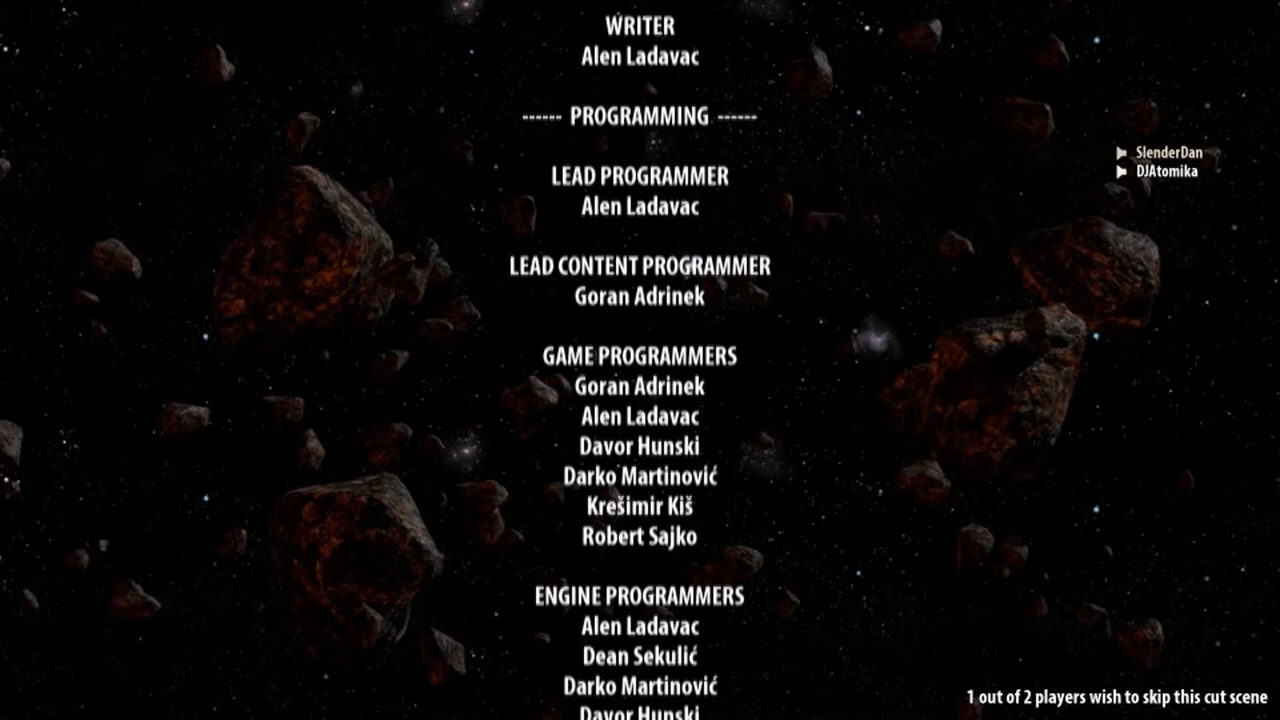 WRITER
Alen Ladavac
------ PROGRAMMING ------
LEAD PROGRAMMER
Alen Ladavac
LEAD CONTENT PROGRAMMER
Goran Adrinek
GAME PROGRAMMERS
Goran Adrinek
Alen Ladavac
Davor Hunski
Darko Martinović
Krešimir Kiš
Robert Sajko
ENGINE PROGRAMMERS
Alen Ladavac
Dean Sekulić
Darko Martinović
Davor Hunski
SlenderDan
DJAtomika
1 out of 2 players wish to skip this cut scene